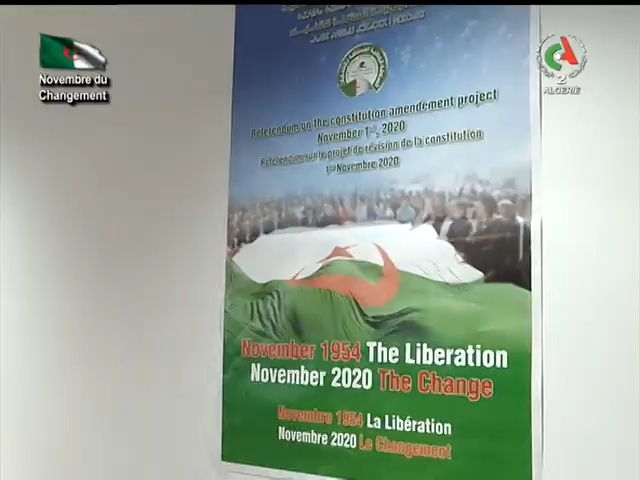 Novembre du
Changement
2
ALGERIE
Referendum on the constitution amendement project
November 1st, 2020
Référendum sur le projet de révision de la constitution
1er Novembre 2020
November 1954 The Liberation
November 2020 The Change
Novembre 1954 La Libération
Novembre 2020 Le Changement